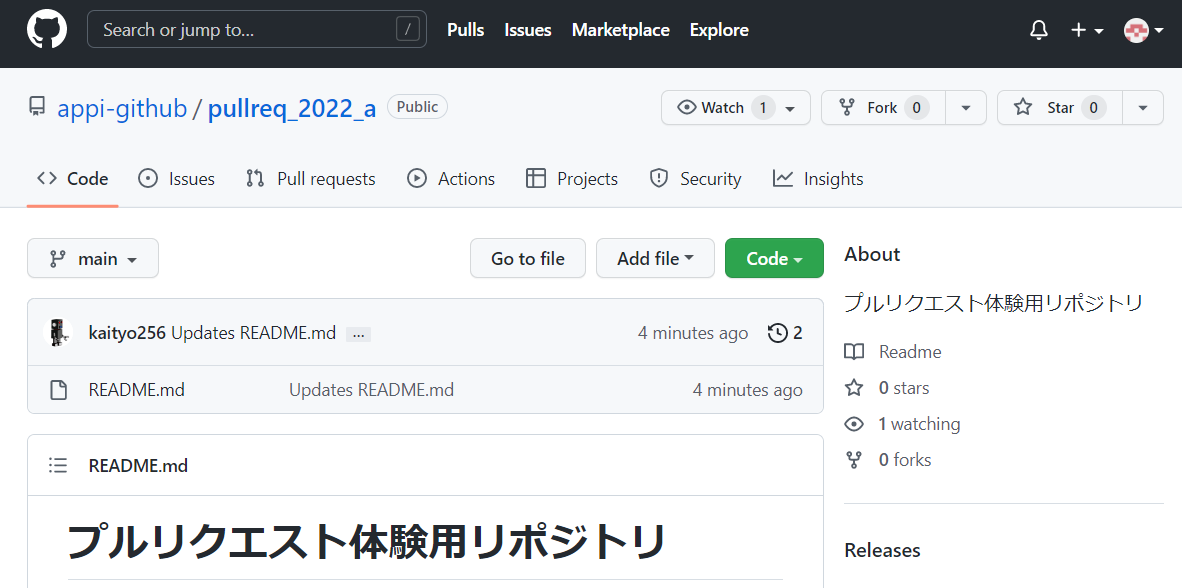 Search or jump to... / Pulls Issues Marketplace Explore
appi-github / pullreq_2022_a Public Watch 1 Fork 0 Star 0
Code Issues Pull requests Actions Projects Security Insights
main Go to file Add file Code
About
プルリクエスト体験用リポジトリ
kaityo256 Updates README.md ... 4 minutes ago 2
Readme
README.md Updates README.md 4 minutes ago
0 stars
1 watching
0 forks
README.md
プルリクエスト体験用リポジトリ
Releases